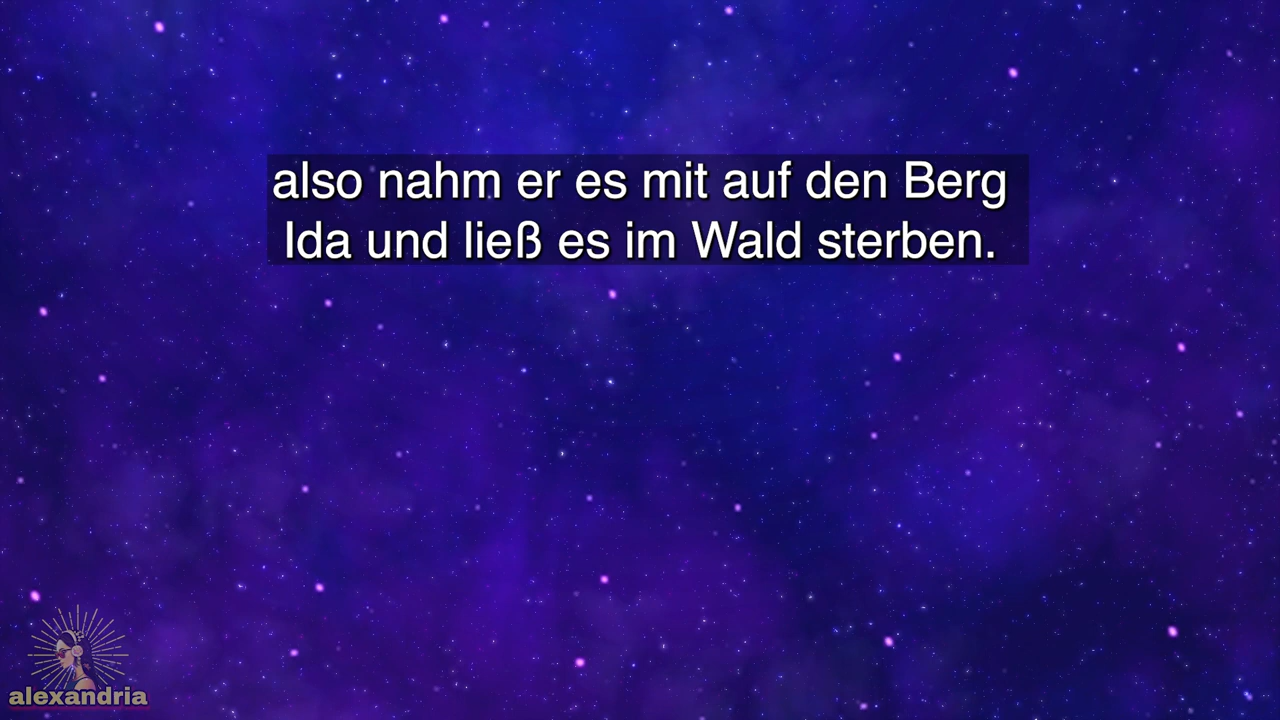 also nahm er es mit auf den Berg
Ida und ließ es im Wald sterben.
alexandria